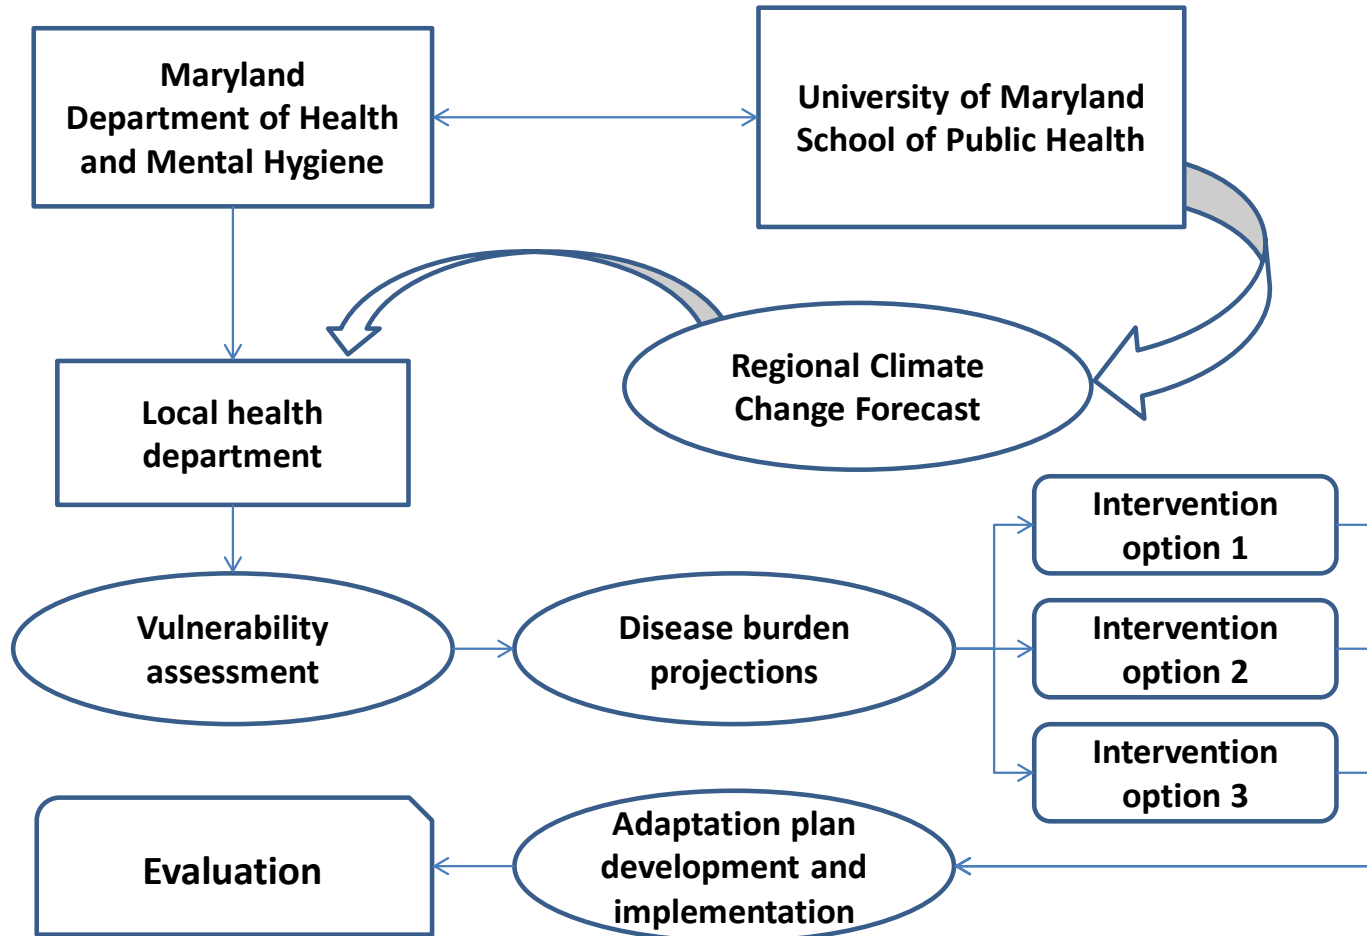 Maryland
Department of Health
and Mental Hygiene
University of Maryland
School of Public Health
Regional Climate
Change Forecast
Local health
department
Vulnerability
assessment
Disease burden
projections
Intervention
option 1
Intervention
option 2
Intervention
option 3
Adaptation plan
development and
implementation
Evaluation